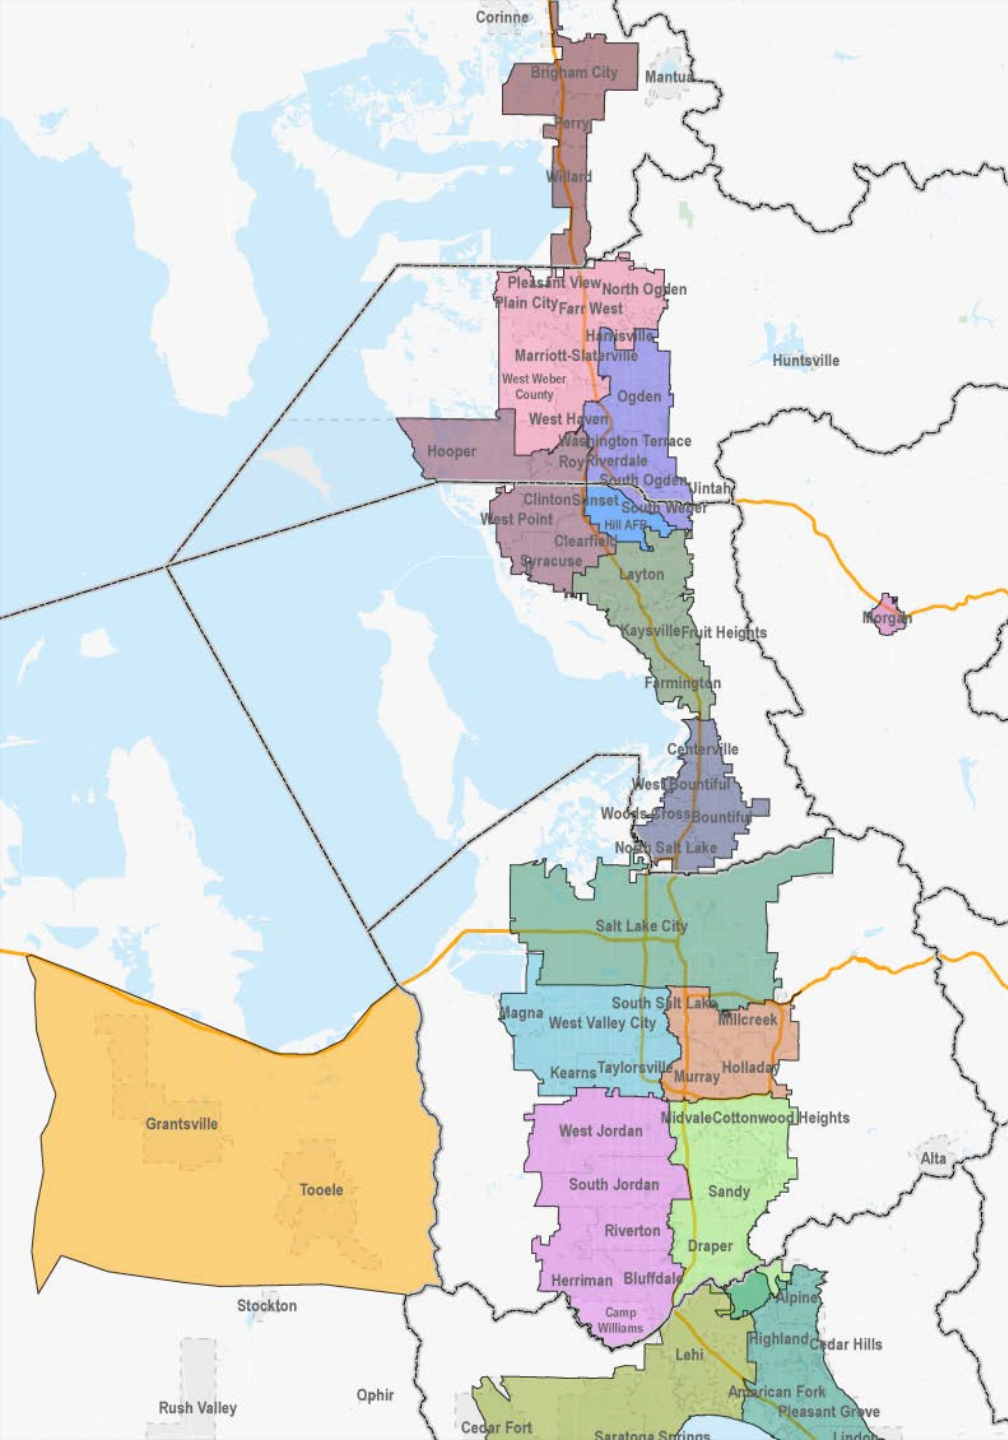 Corinne
Brigham City
Mantua
Perry
Willard
Pleasant View
North Ogden
Plain City
Farr West
Harrisville
Marriott-Slaterville
Huntsville
West Weber
County
Ogden
West Haven
Washington Terrace
Hooper
Roy
Riverdale
South Ogden
Uintah
Clinton
Sunset
South Weber
West Point
Hill AFB
Clearfield
Syracuse
Layton
Morgan
Kaysville
Fruit Heights
Farmington
Centerville
West Bountiful
Woods Cross
Bountiful
North Salt Lake
Salt Lake City
South Salt Lake
Magna
West Valley City
Millcreek
Kearns
Taylorsville
Murray
Holladay
Grantsville
Midvale
Cottonwood Heights
West Jordan
Alta
Tooele
South Jordan
Sandy
Riverton
Draper
Herriman
Bluffdale
Stockton
Alpine
Camp
Williams
Highland
Cedar Hills
Lehi
Ophir
American Fork
Rush Valley
Pleasant Grove
Cedar Fort
Saratoga Springs
Lindon